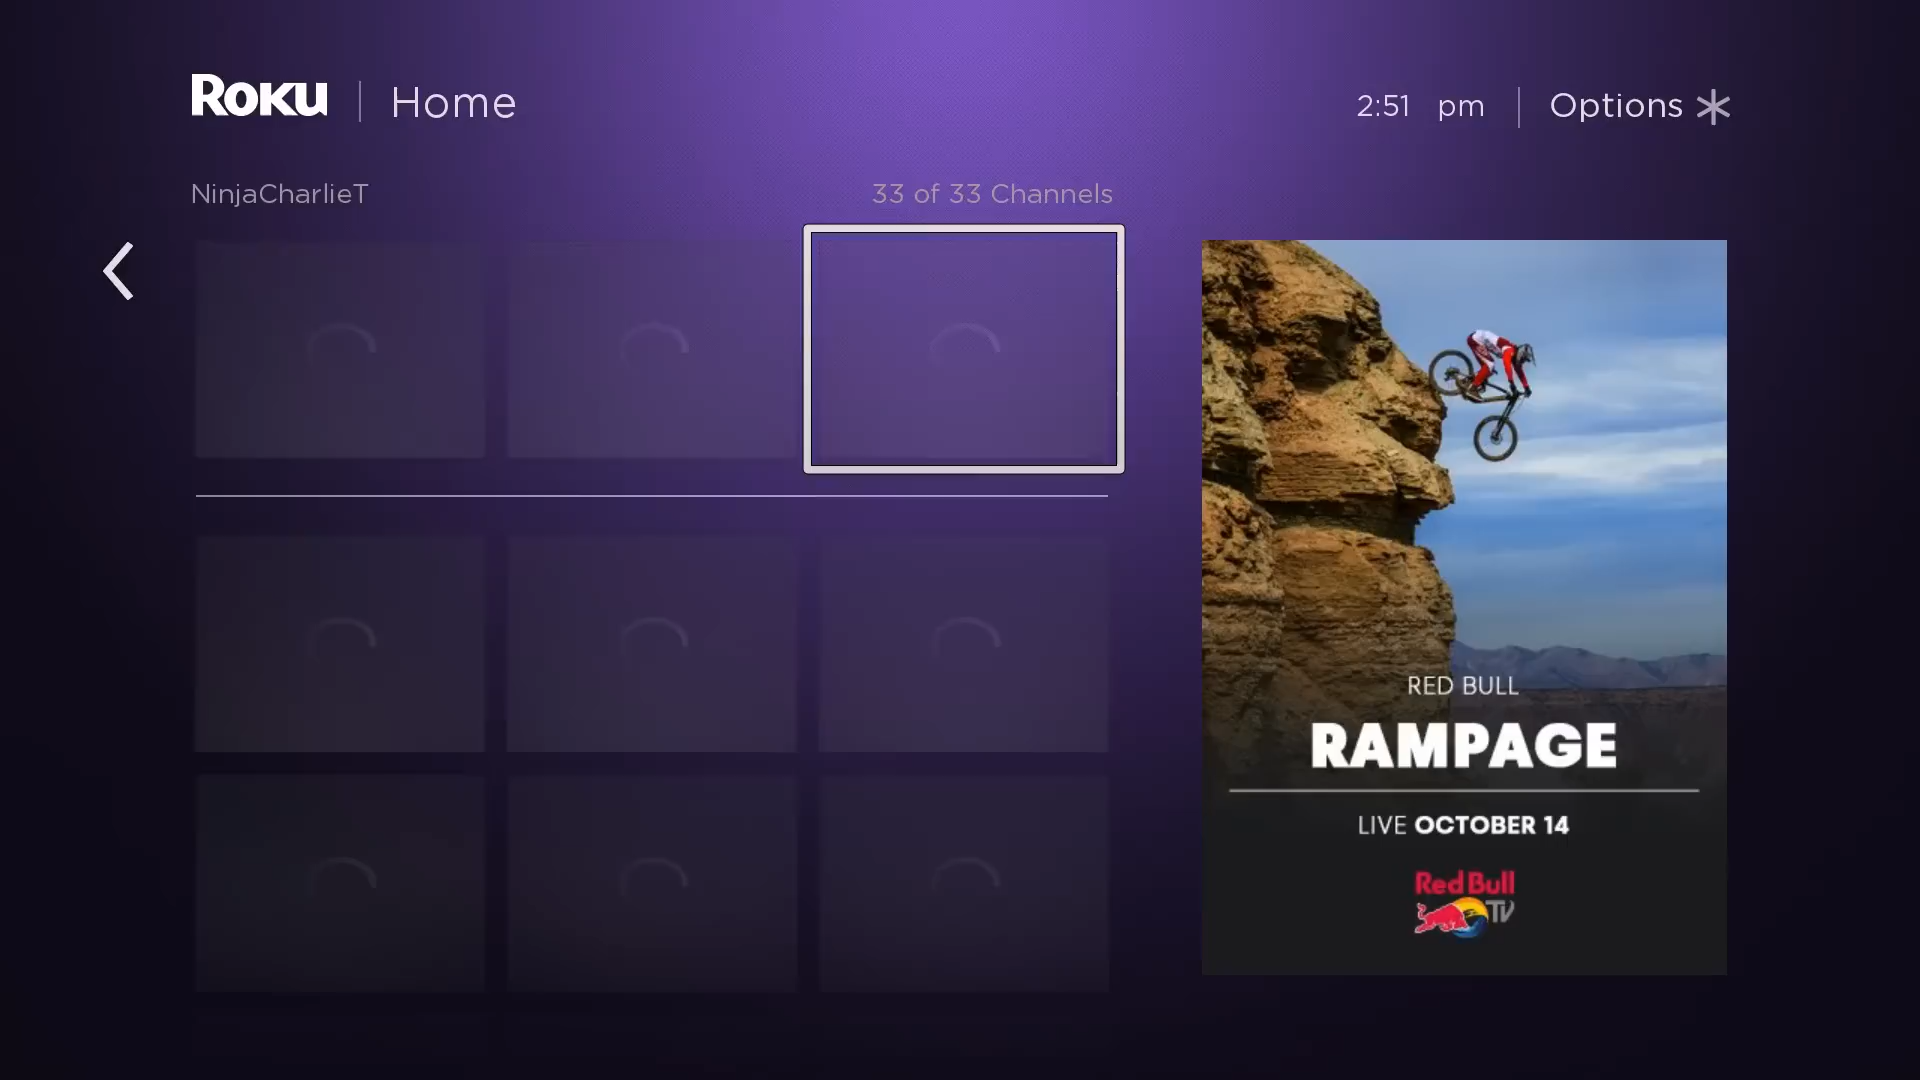 Roku | Home
2:51 pm | Options
NinjaCharlieT
33 of 33 Channels
RED BULL
RAMPAGE
LIVE OCTOBER 14
Red Bull
TV